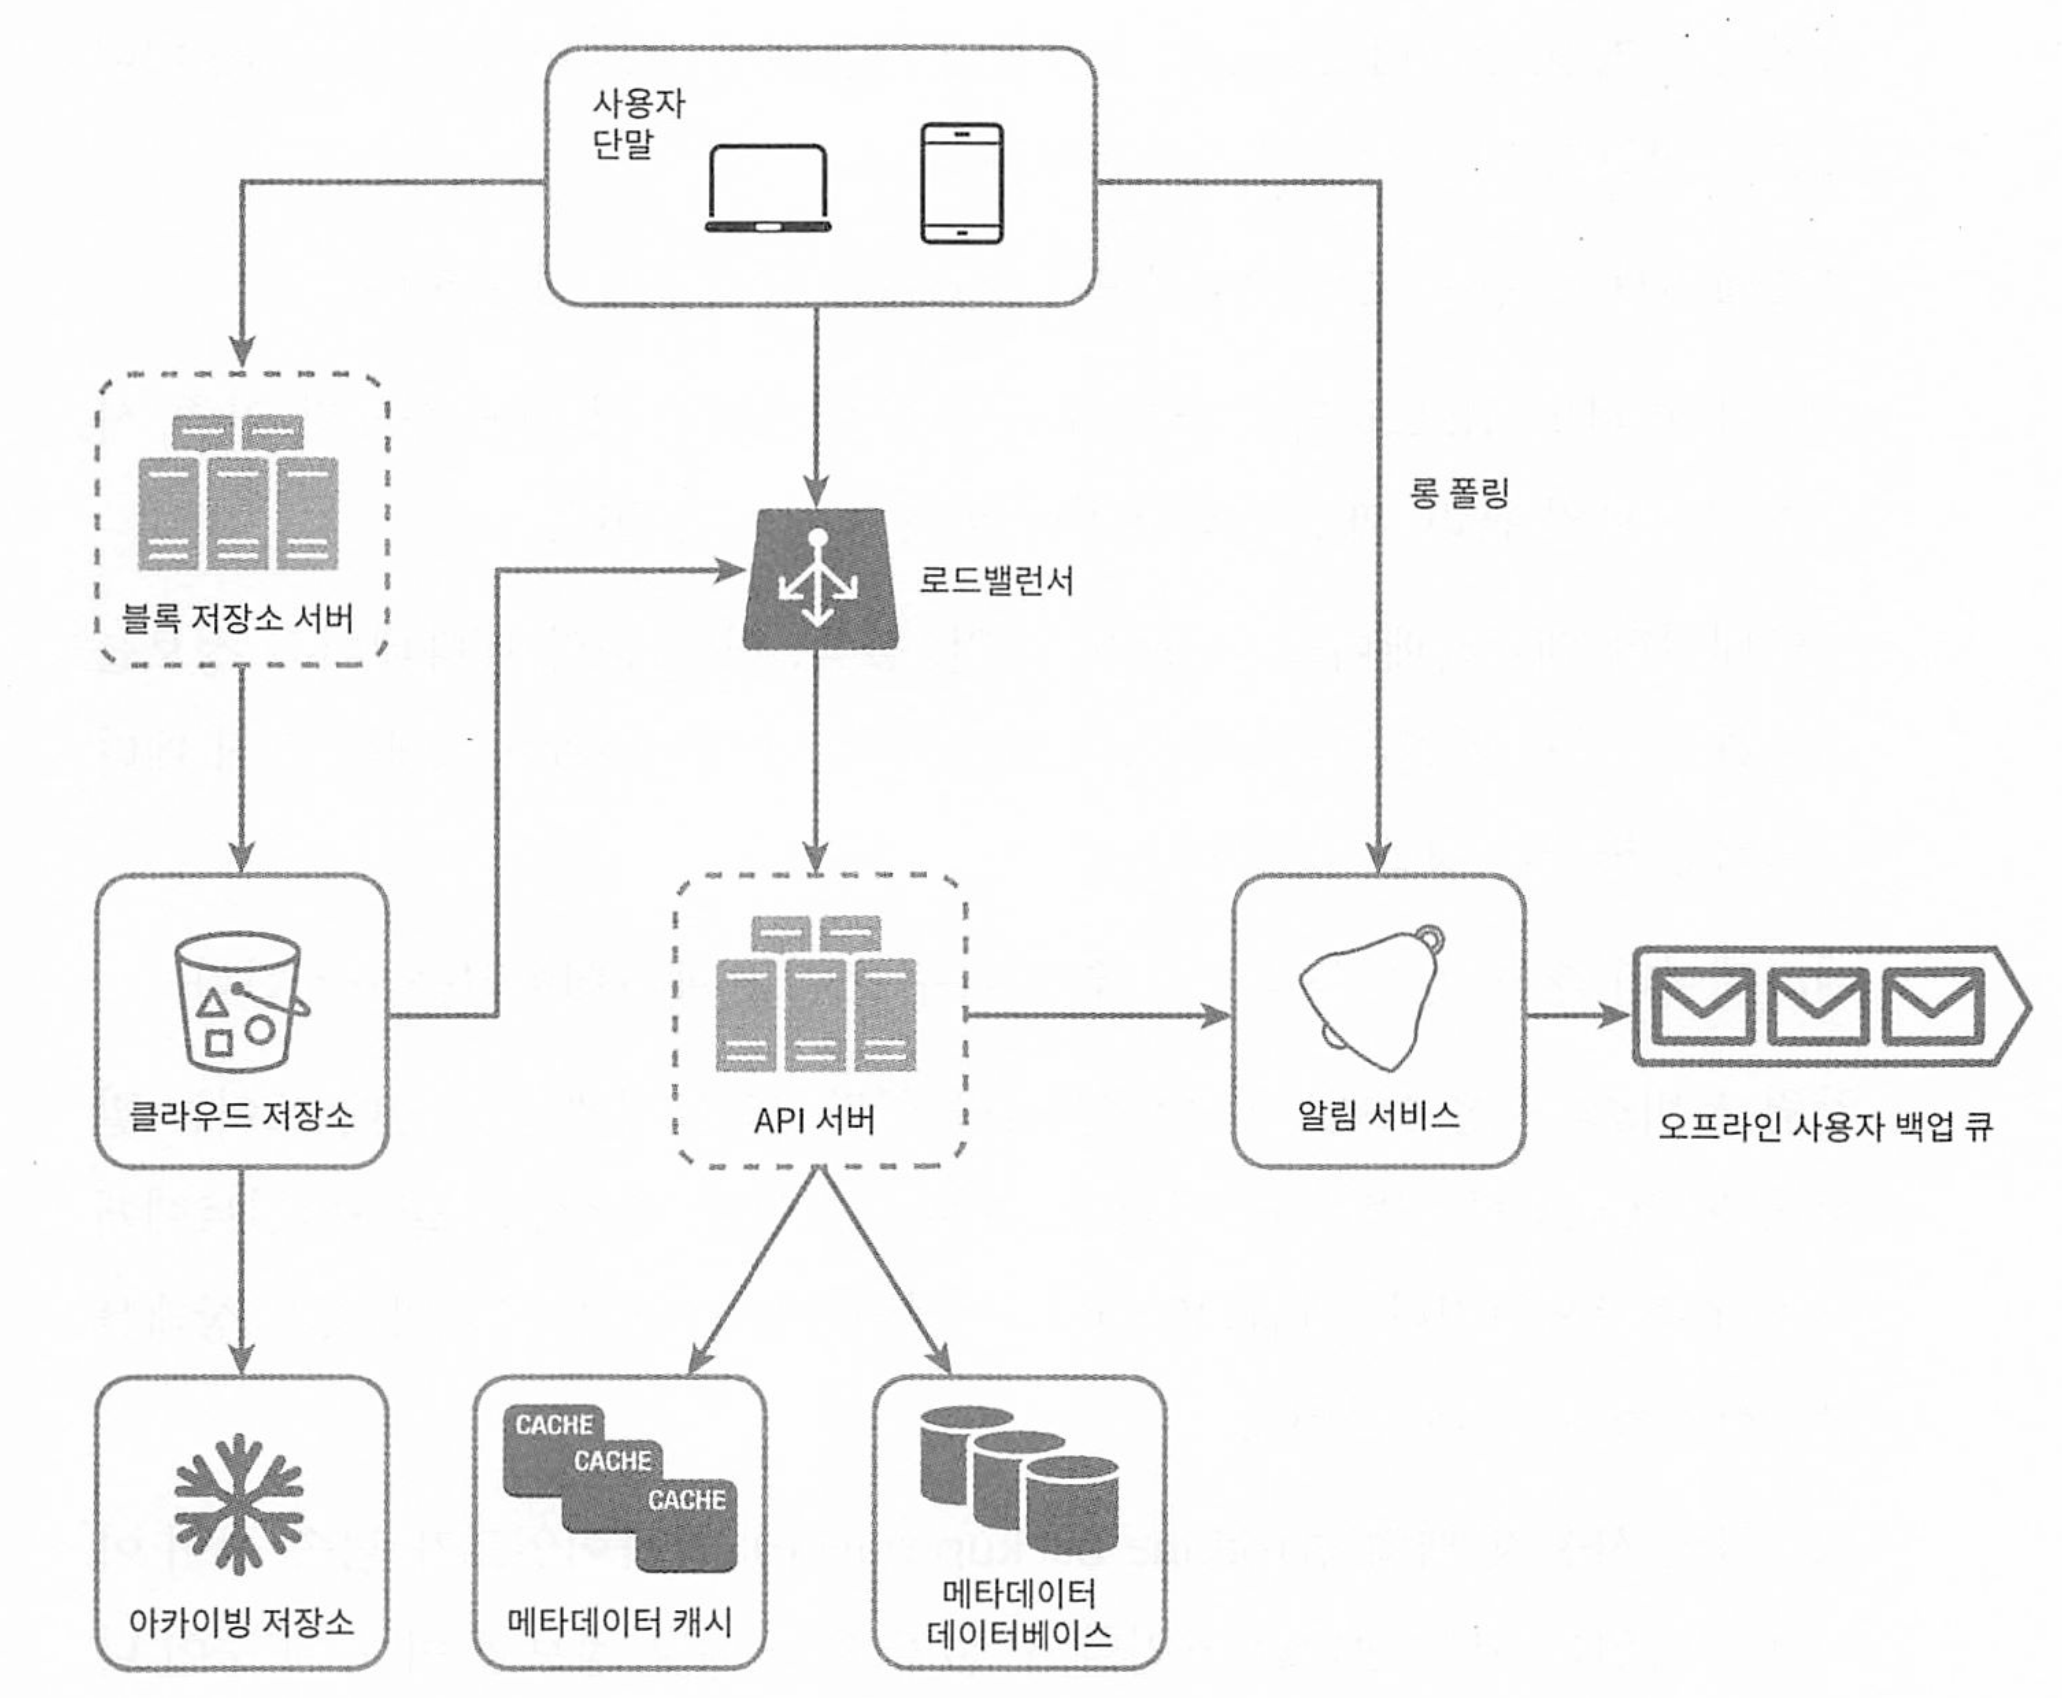 사용자
단말
롱 폴링
로드밸런서
블록 저장소 서버
클라우드 저장소
API 서버
알림 서비스
오프라인 사용자 백업 큐
CACHE
CACHE
CACHE
아카이빙 저장소
메타데이터 캐시
메타데이터
데이터베이스